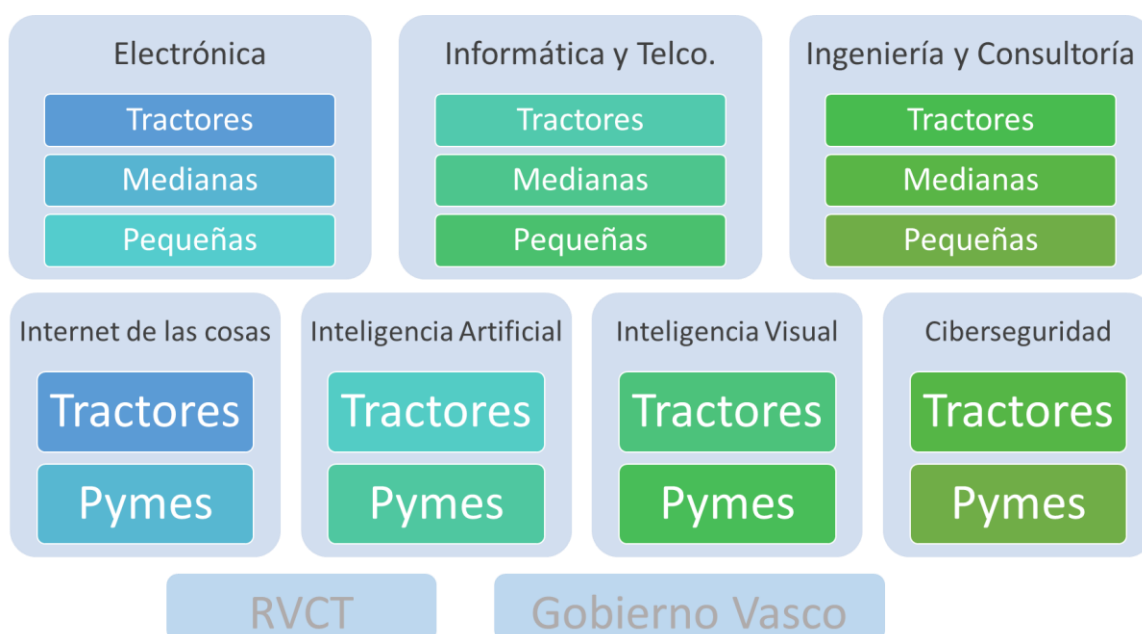 Electrónica
Tractores
Medianas
Pequeñas
Informática y Telco.
Tractores
Medianas
Pequeñas
Ingeniería y Consultoría
Tractores
Medianas
Pequeñas
Internet de las cosas
Tractores
Pymes
Inteligencia Artificial
Tractores
Pymes
Inteligencia Visual
Tractores
Pymes
Ciberseguridad
Tractores
Pymes
RVCT
Gobierno Vasco